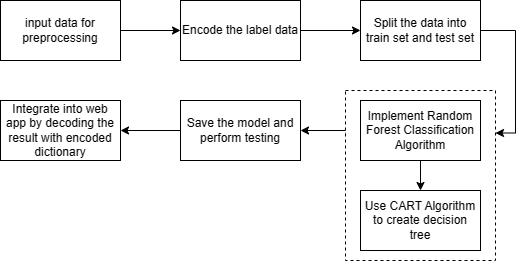 input data for
preprocessing
Encode the label data
Split the data into
train set and test set
Integrate into web
app by decoding the
result with encoded
dictionary
Save the model and
perform testing
Implement Random
Forest Classification
Algorithm
Use CART Algorithm
to create decision
tree